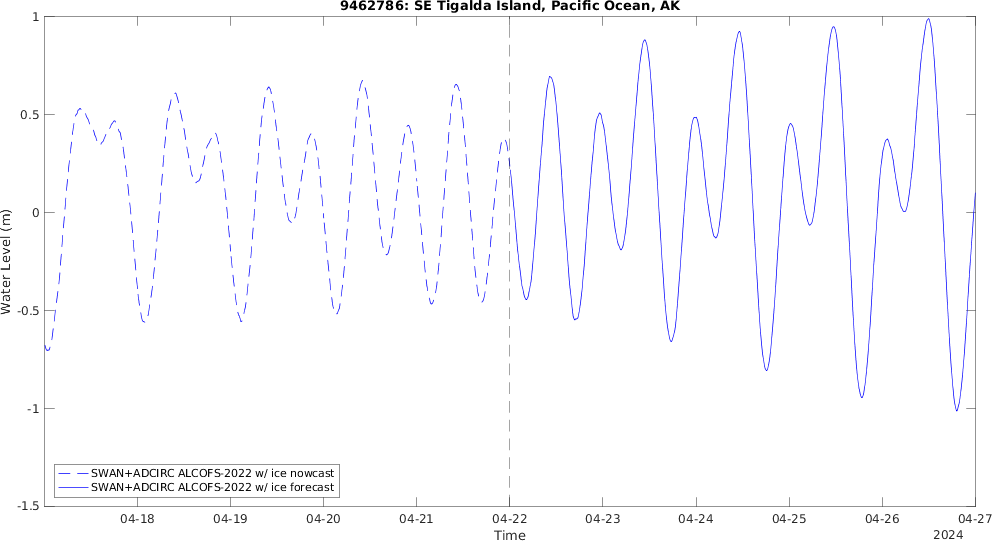 9462786: SE Tigalda Island, Pacific Ocean, AK
1
0.5
0
-0.5
-1
-1.5
Water Level (m)
SWAN+ADCIRC ALCOFS-2022 w/ ice nowcast
SWAN+ADCIRC ALCOFS-2022 w/ ice forecast
04-18 04-19 04-20 04-21 04-22 04-23 04-24 04-25 04-26 04-27
Time
2024